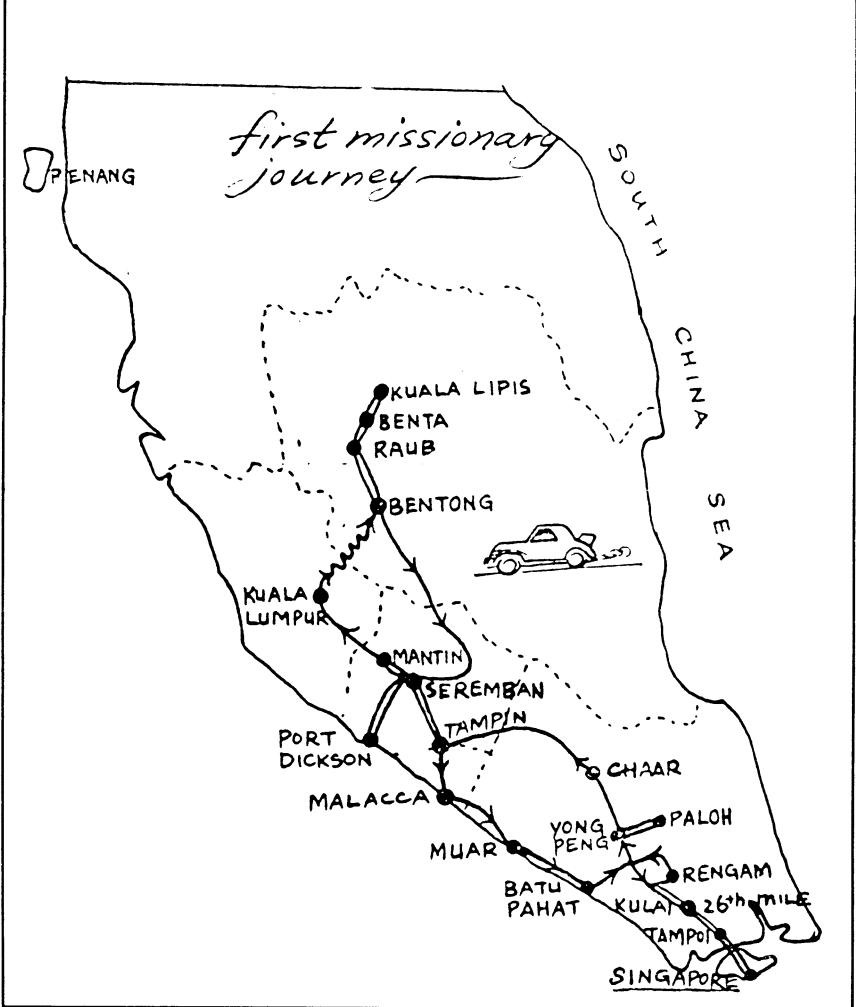 first missionary
journey
PENANG
SOUTH CHINA SEA
KUALA LIPIS
BENTA
RAUB
BENTONG
KUALA
LUMPUR
MANTIN
SEREMBAN
TAMPIN
PORT
DICKSON
CHAAR
MALACCA
PALOH
YONG
PENG
MUAR
RENGAM
BATU
PAHAT
KULAI
26th MILE
TAMPOI
SINGAPORE